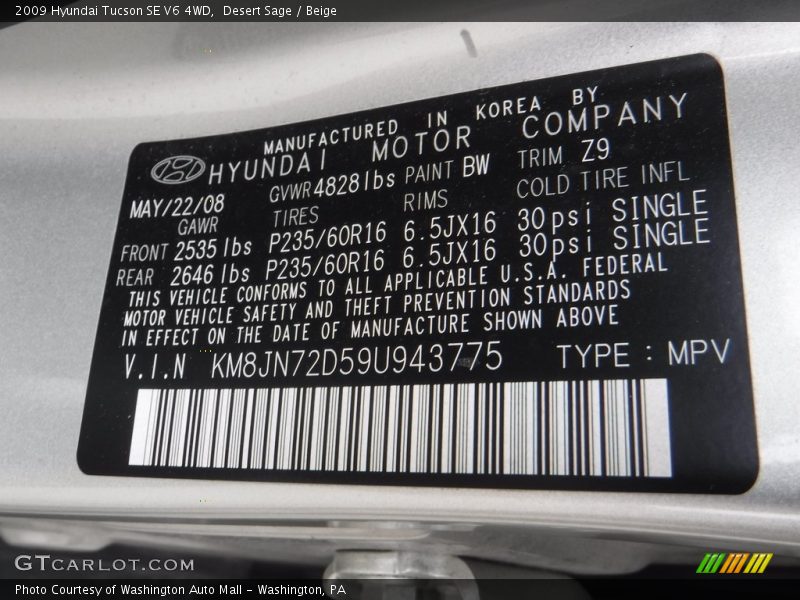 2009 Hyundai Tucson SE V6 4WD,  Desert Sage / Beige
MANUFACTURED IN KOREA BY
HYUNDAI MOTOR COMPANY
MAY/22/08 GVWR 4828 lbs PAINT BW TRIM Z9
GAWR TIRES RIMS COLD TIRE INFL
FRONT 2535 lbs P235/60R16 6.5JX16 30 psi SINGLE
REAR 2646 lbs P235/60R16 6.5JX16 30 psi SINGLE
THIS VEHICLE CONFORMS TO ALL APPLICABLE U.S.A. FEDERAL
MOTOR VEHICLE SAFETY AND THEFT PREVENTION STANDARDS
IN EFFECT ON THE DATE OF MANUFACTURE SHOWN ABOVE
V.I.N KM8JN72D59U943775 TYPE : MPV
GTCARLOT.COM
Photo Courtesy of Washington Auto Mall - Washington, PA